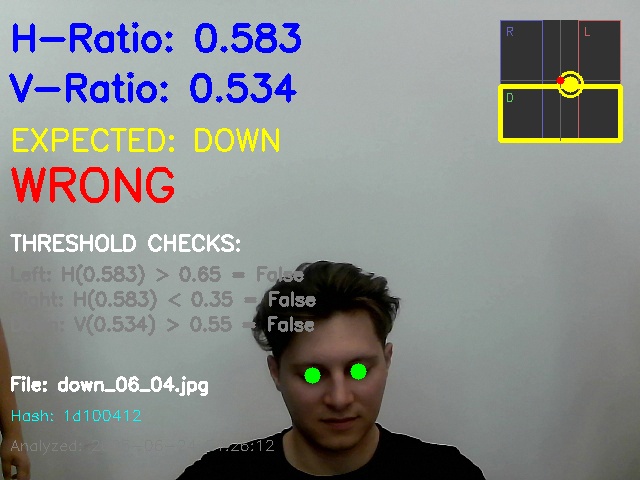 H-Ratio: 0.583
V-Ratio: 0.534
EXPECTED: DOWN
WRONG
THRESHOLD CHECKS:
Left: H(0.583) > 0.65 = False
H(0.583) < 0.35 = False
V(0.534) > 0.55 = False
File: down_06_04.jpg
Hash: 1d100412
Analyzed:
R
L
D